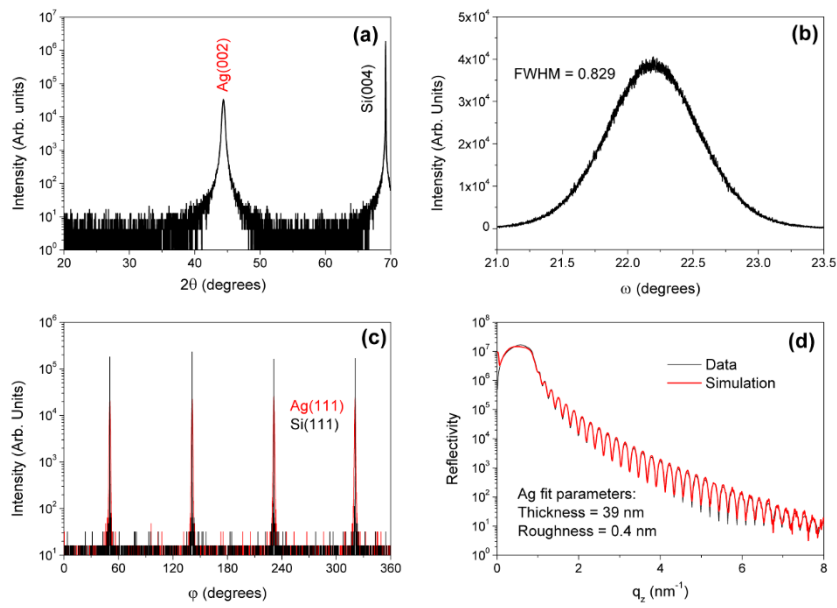 (a)
Ag(002)
Si(004)
Intensity (Arb. units)
10^7
10^6
10^5
10^4
10^3
10^2
10^1
10^0
20 30 40 50 60 70
2θ (degrees)
(b)
FWHM = 0.829
Intensity (Arb. Units)
5x10^4
4x10^4
3x10^4
2x10^4
1x10^4
0
21.0 21.5 22.0 22.5 23.0 23.5
ω (degrees)
(c)
Ag(111)
Si(111)
Intensity (Arb. Units)
10^6
10^5
10^4
10^3
10^2
10^1
0 60 120 180 240 300 360
φ (degrees)
(d)
Data
Simulation
Ag fit parameters:
Thickness = 39 nm
Roughness = 0.4 nm
Reflectivity
10^8
10^7
10^6
10^5
10^4
10^3
10^2
10^1
10^0
0 2 4 6 8
q_z (nm^-1)